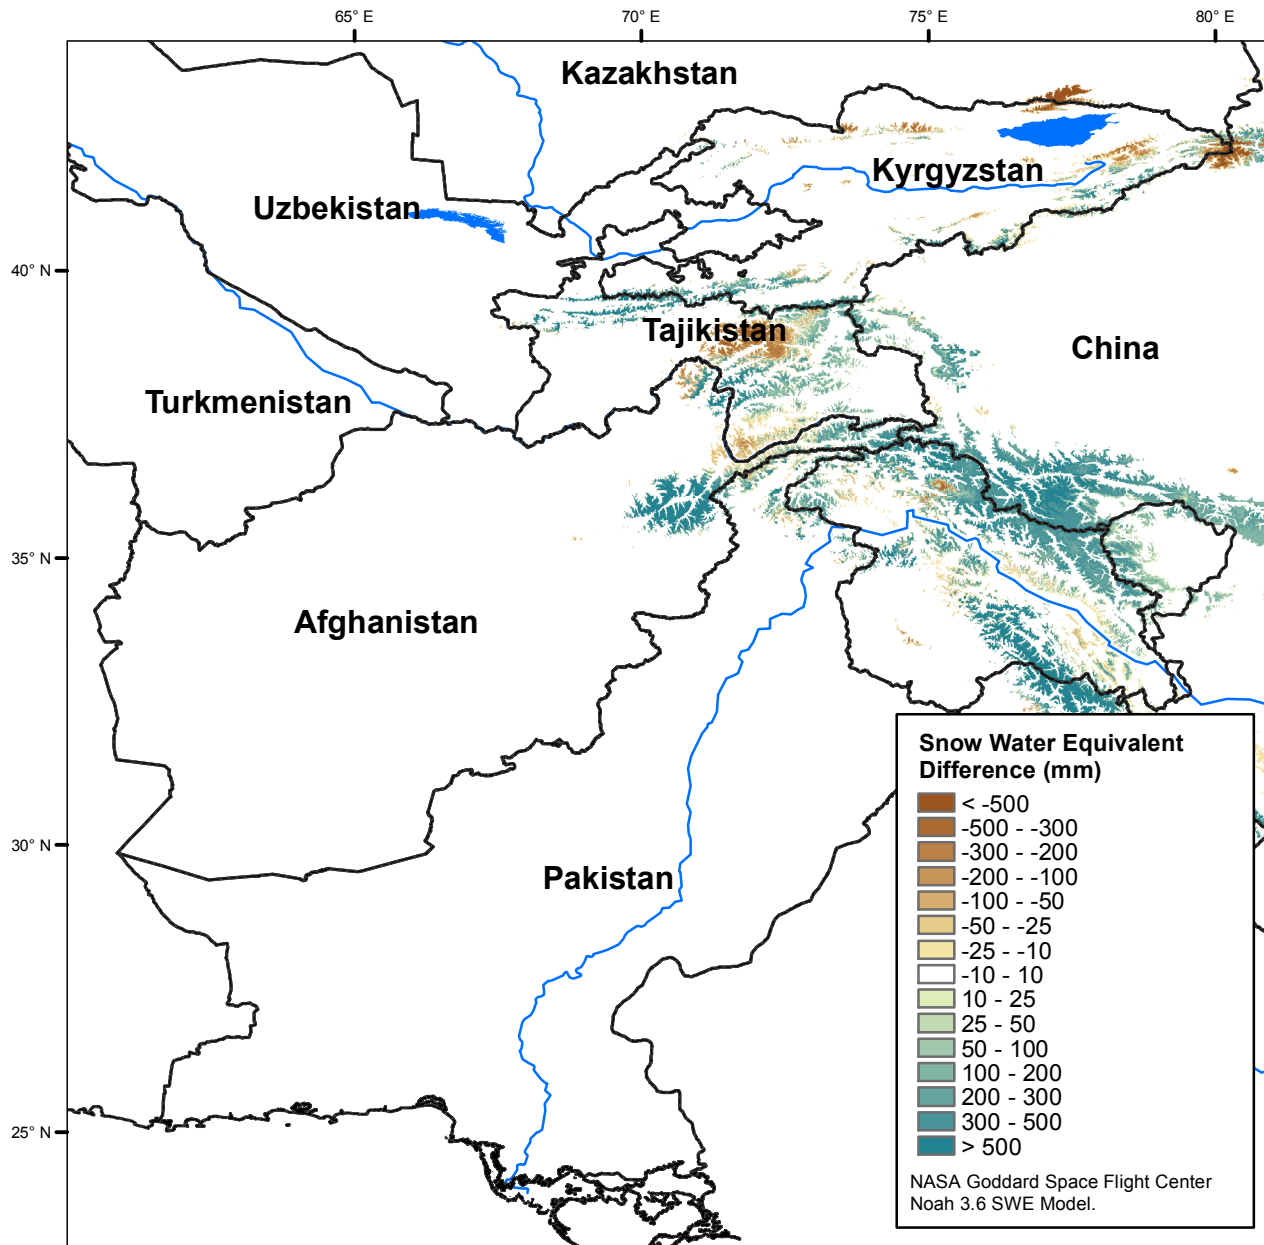 65° E
70° E
75° E
80° E
Kazakhstan
Kyrgyzstan
Uzbekistan
40° N
Tajikistan
China
Turkmenistan
35° N
Afghanistan
Snow Water Equivalent
Difference (mm)
< -500
-500 - -300
-300 - -200
-200 - -100
-100 - -50
-50 - -25
-25 - -10
-10 - 10
10 - 25
25 - 50
50 - 100
100 - 200
200 - 300
300 - 500
> 500
30° N
Pakistan
25° N
NASA Goddard Space Flight Center
Noah 3.6 SWE Model.